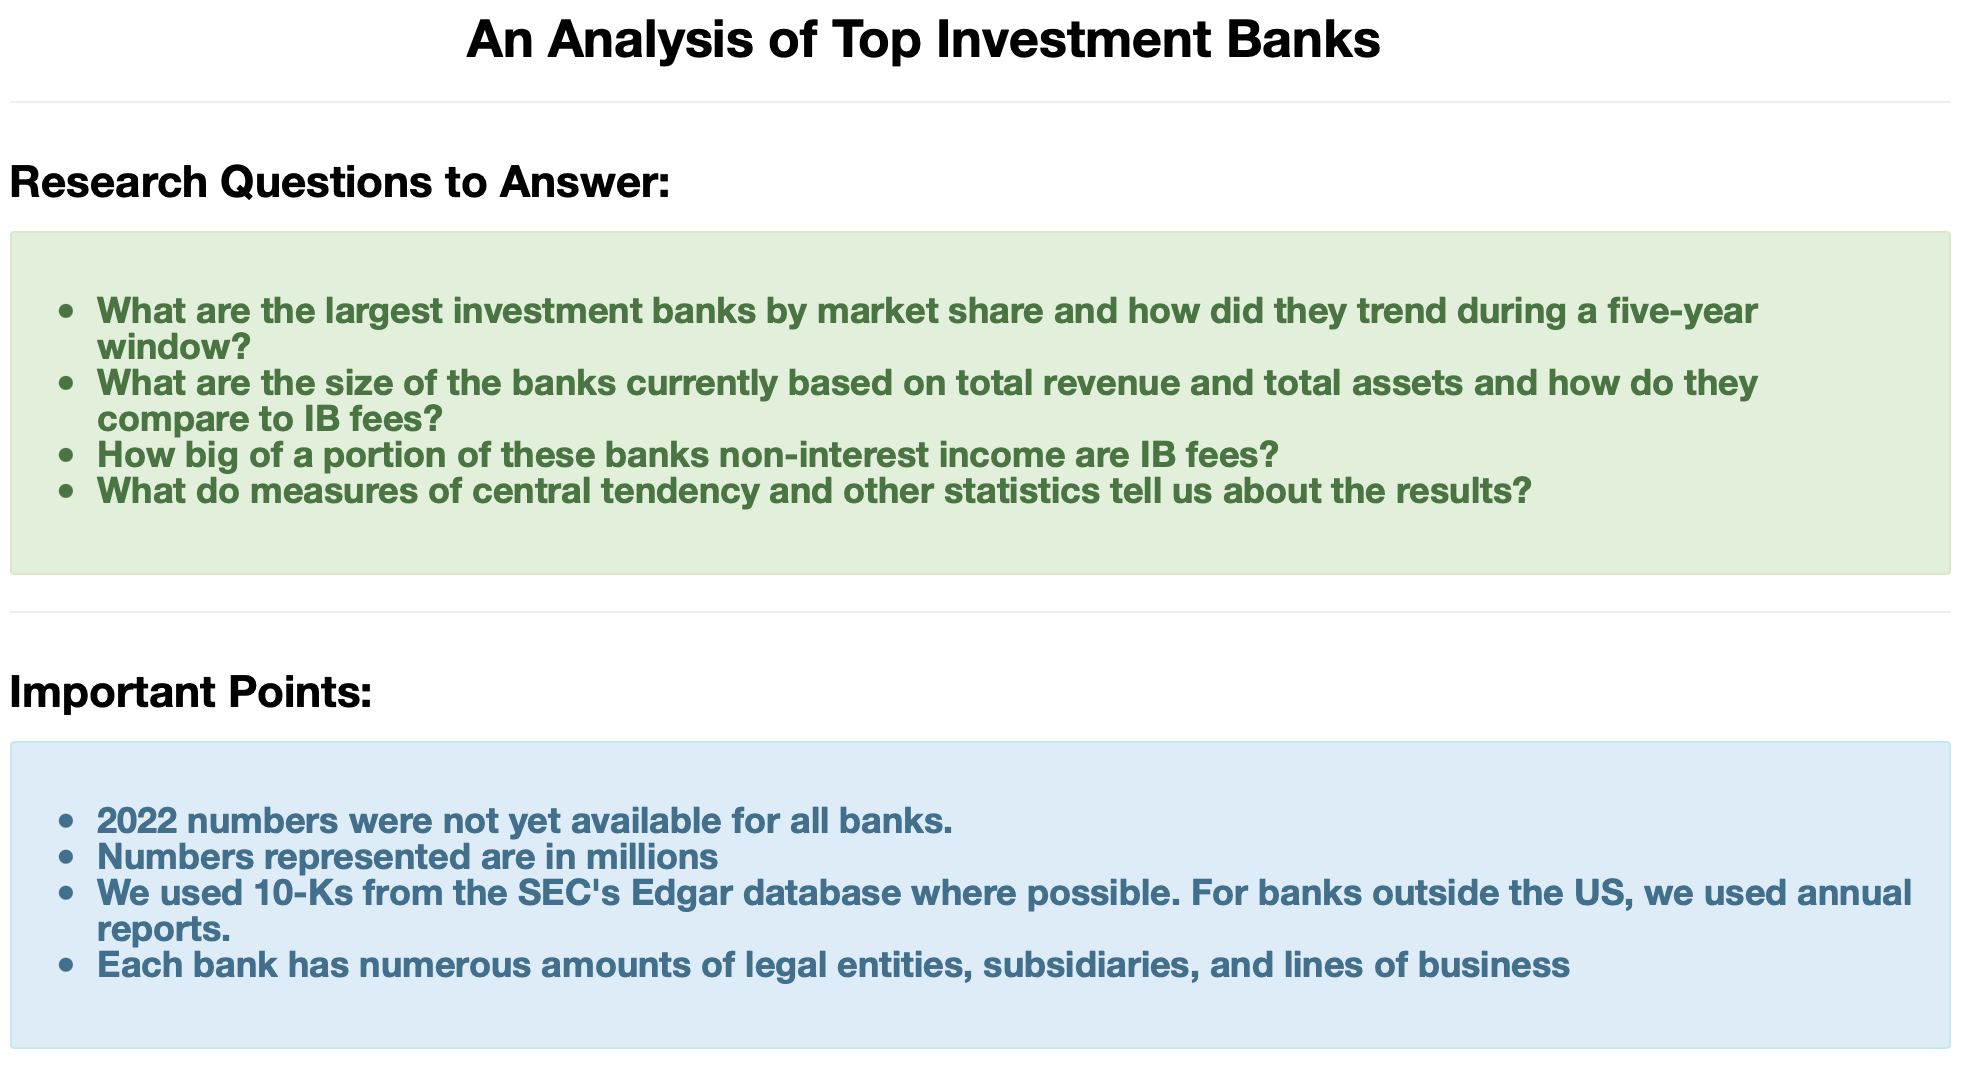 An Analysis of Top Investment Banks
Research Questions to Answer:
• What are the largest investment banks by market share and how did they trend during a five-year
window?
• What are the size of the banks currently based on total revenue and total assets and how do they
compare to IB fees?
• How big of a portion of these banks non-interest income are IB fees?
• What do measures of central tendency and other statistics tell us about the results?
Important Points:
• 2022 numbers were not yet available for all banks.
• Numbers represented are in millions
• We used 10-Ks from the SEC's Edgar database where possible. For banks outside the US, we used annual
reports.
• Each bank has numerous amounts of legal entities, subsidiaries, and lines of business